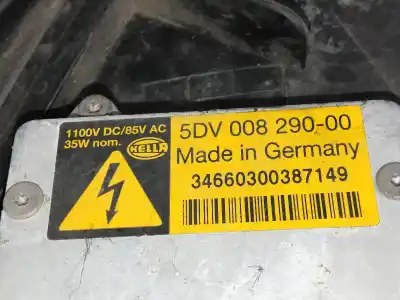 1100V DC/85V AC
35W nom.
HELLA
5DV 008 290-00
Made in Germany
34660300387149